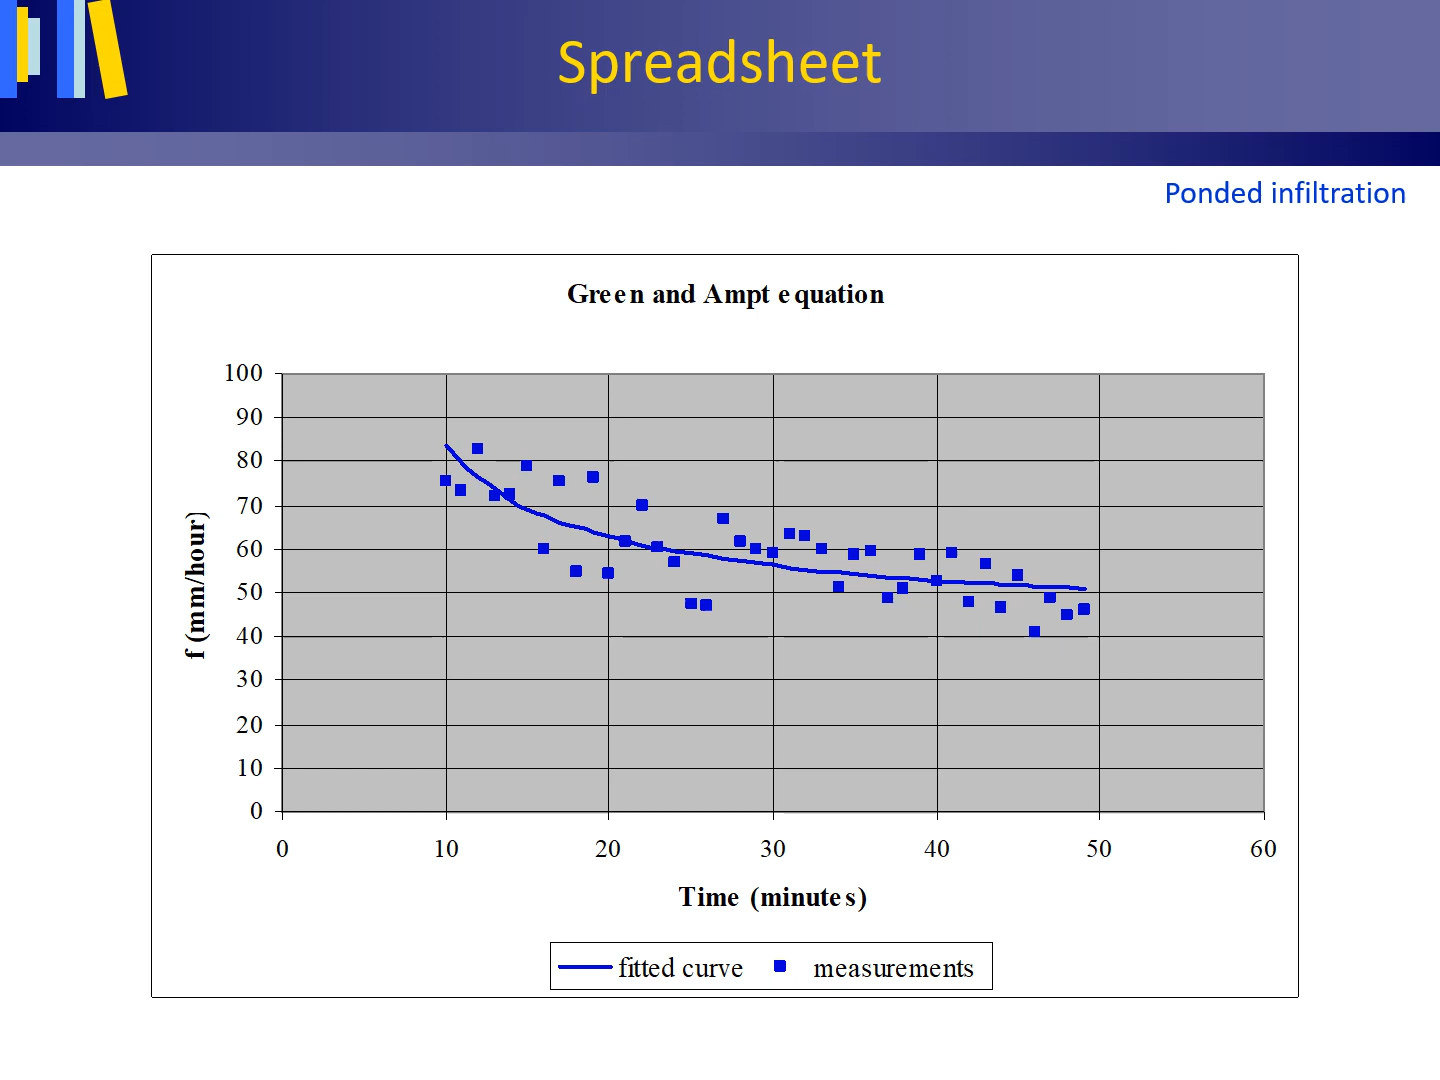 Spreadsheet
Ponded infiltration
Green and Ampt equation
100
90
80
70
60
50
40
30
20
10
0
f (mm/hour)
0 10 20 30 40 50 60
Time (minutes)
fitted curve measurements